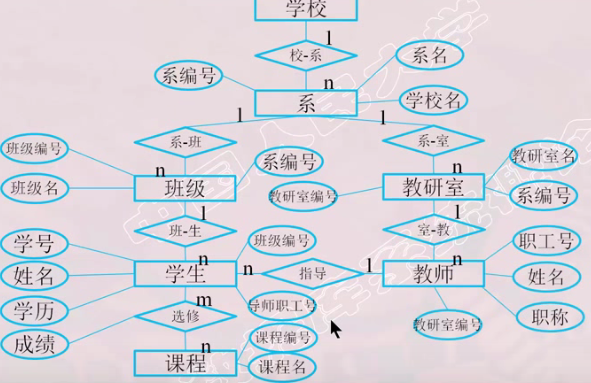 学校
1
校-系
n
系编号
系名
系
学校名
1
1
系-班
系-室
班级编号
n
系编号
n
教研室名
班级名
班级
教研室编号
教研室
系编号
1
1
班-生
室-教
学号
n
班级编号
n
职工号
姓名
学生
n
指导
1
教师
姓名
学历
m
导师职工号
教研室编号
职称
成绩
选修
课程编号
n
课程
课程名